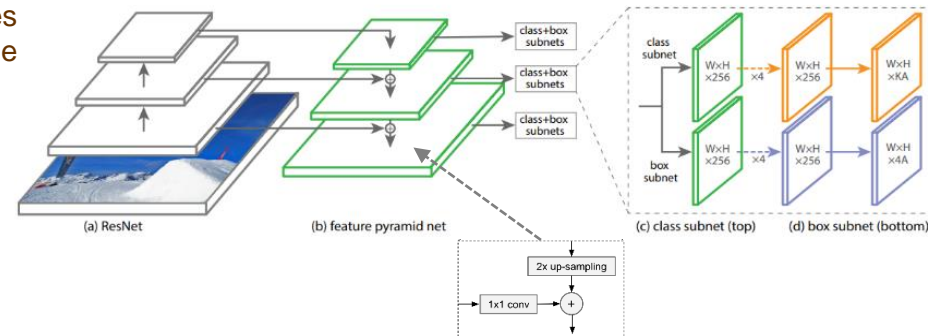 es
e
class+box
subnets
class+box
subnets
class+box
subnets
class
subnet
box
subnet
W×H
×256
×4
W×H
×256
W×H
×KA
W×H
×256
×4
W×H
×256
W×H
×4A
(a) ResNet
(b) feature pyramid net
(c) class subnet (top)
(d) box subnet (bottom)
2x up-sampling
1x1 conv
+